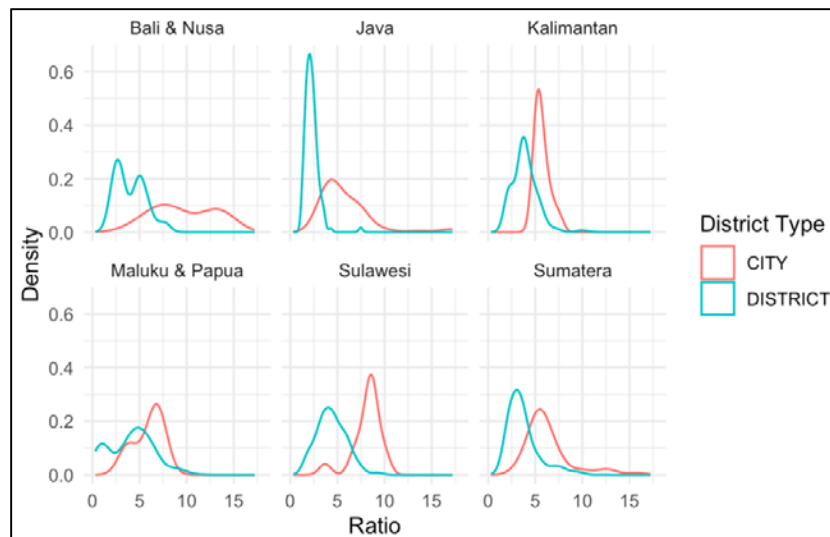 Bali & Nusa
Java
Kalimantan
0.6
0.4
0.2
0.0
Density
Maluku & Papua
Sulawesi
Sumatera
0.6
0.4
0.2
0.0
0 5 10 15
0 5 10 15
0 5 10 15
Ratio
District Type
CITY
DISTRICT